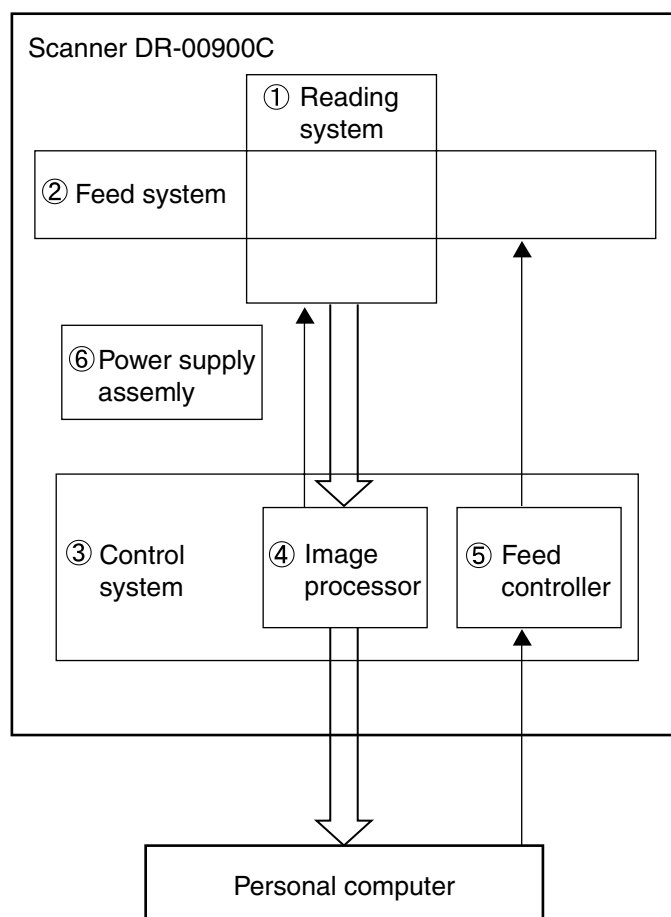 Scanner DR-00900C
① Reading
system
② Feed system
⑥ Power supply
assemly
③ Control
system
④ Image
processor
⑤ Feed
controller
Personal computer